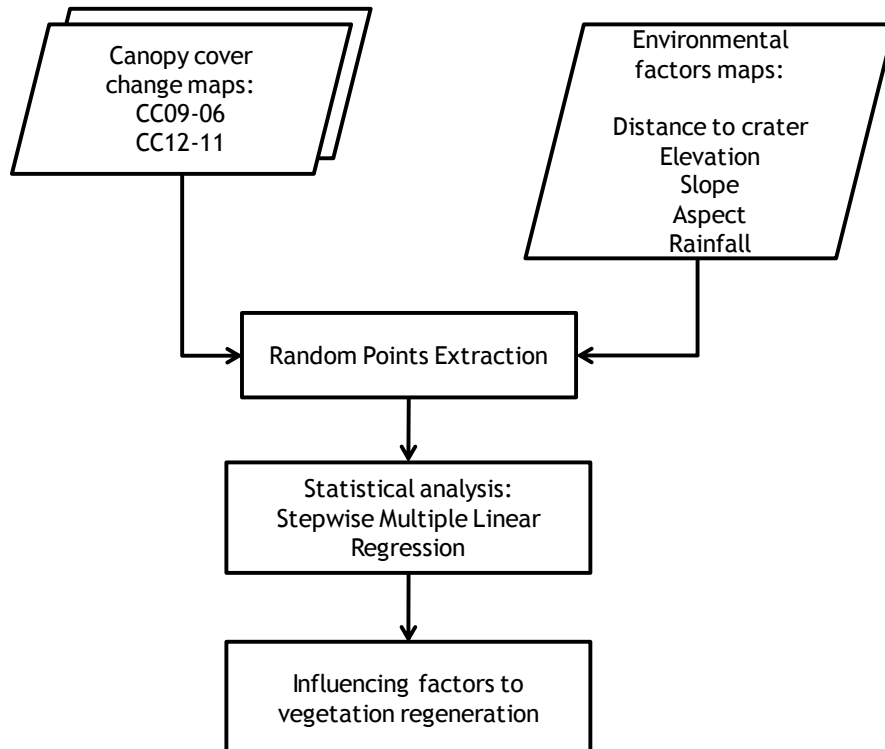 Canopy cover
change maps:
CC09-06
CC12-11
Environmental
factors maps:
Distance to crater
Elevation
Slope
Aspect
Rainfall
Random Points Extraction
Statistical analysis:
Stepwise Multiple Linear
Regression
Influencing factors to
vegetation regeneration